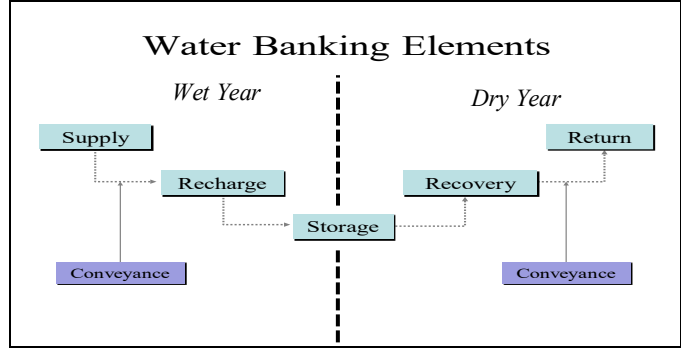 Water Banking Elements
Wet Year
Dry Year
Supply
Return
Recharge
Recovery
Storage
Conveyance
Conveyance